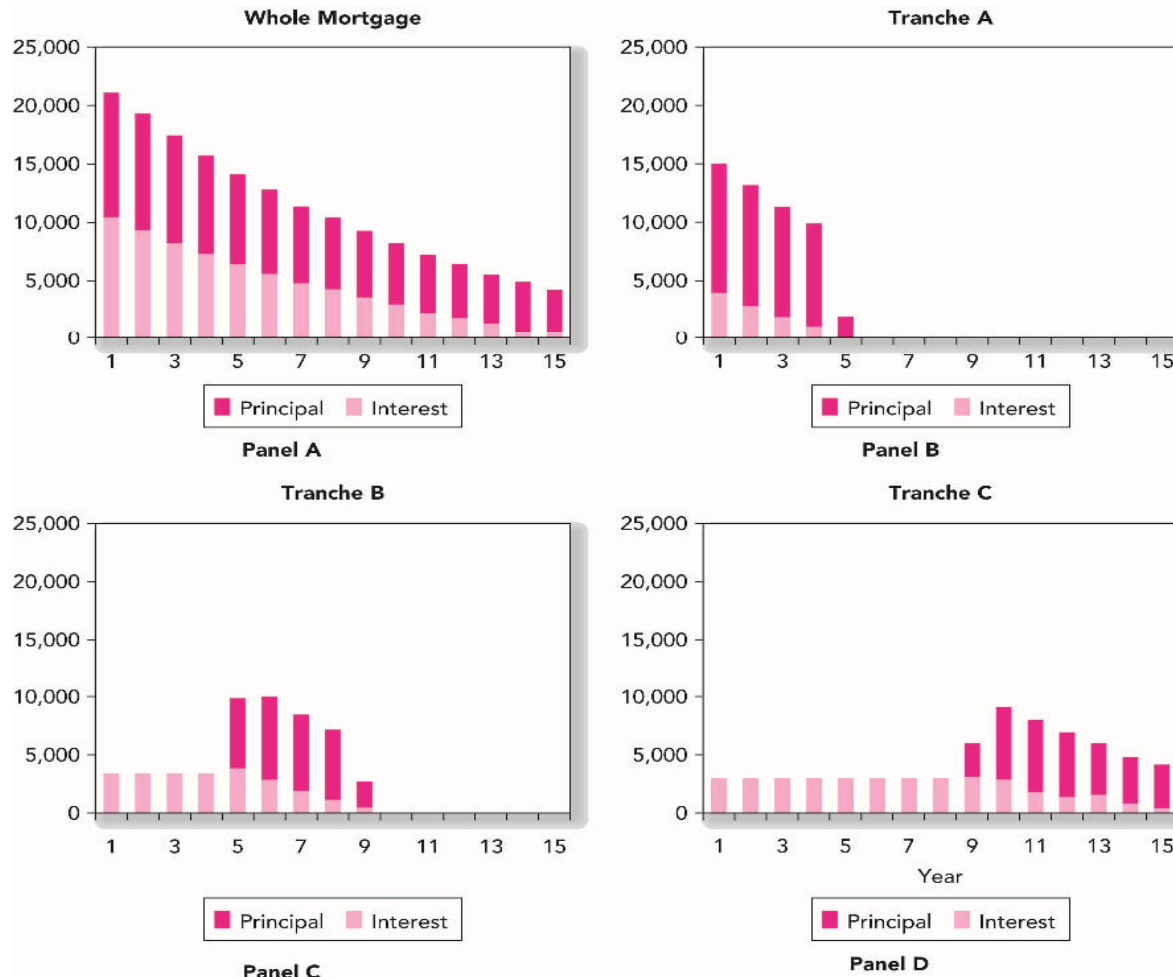 Whole Mortgage
25,000
20,000
15,000
10,000
5,000
0
1 3 5 7 9 11 13 15
Principal Interest
Panel A
Tranche A
25,000
20,000
15,000
10,000
5,000
0
1 3 5 7 9 11 13 15
Principal Interest
Panel B
Tranche B
25,000
20,000
15,000
10,000
5,000
0
1 3 5 7 9 11 13 15
Principal Interest
Panel C
Tranche C
25,000
20,000
15,000
10,000
5,000
0
1 3 5 7 9 11 13 15
Year
Principal Interest
Panel D